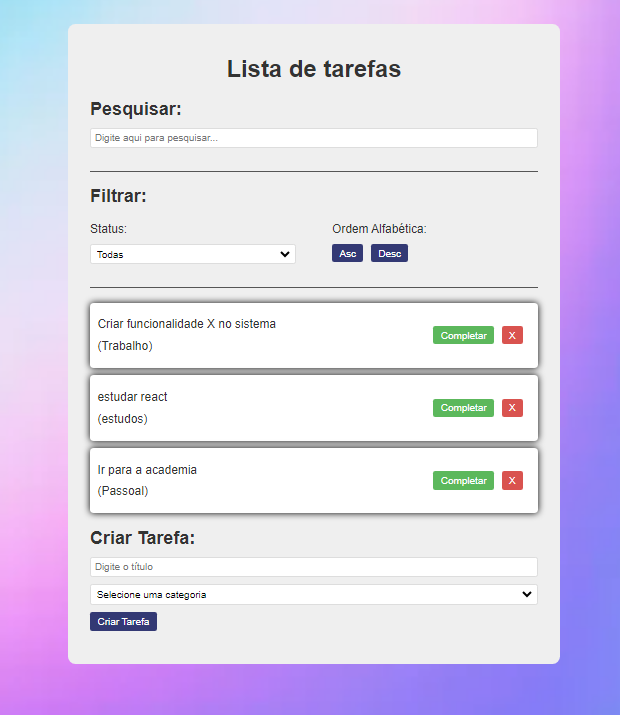 Lista de tarefas
Pesquisar:
Digite aqui para pesquisar...
Filtrar:
Status:
Todas
Ordem Alfabética:
Asc Desc
Criar funcionalidade X no sistema
(Trabalho)
Completar X
estudar react
(estudos)
Completar X
Ir para a academia
(Passoal)
Completar X
Criar Tarefa:
Digite o título
Selecione uma categoria
Criar Tarefa